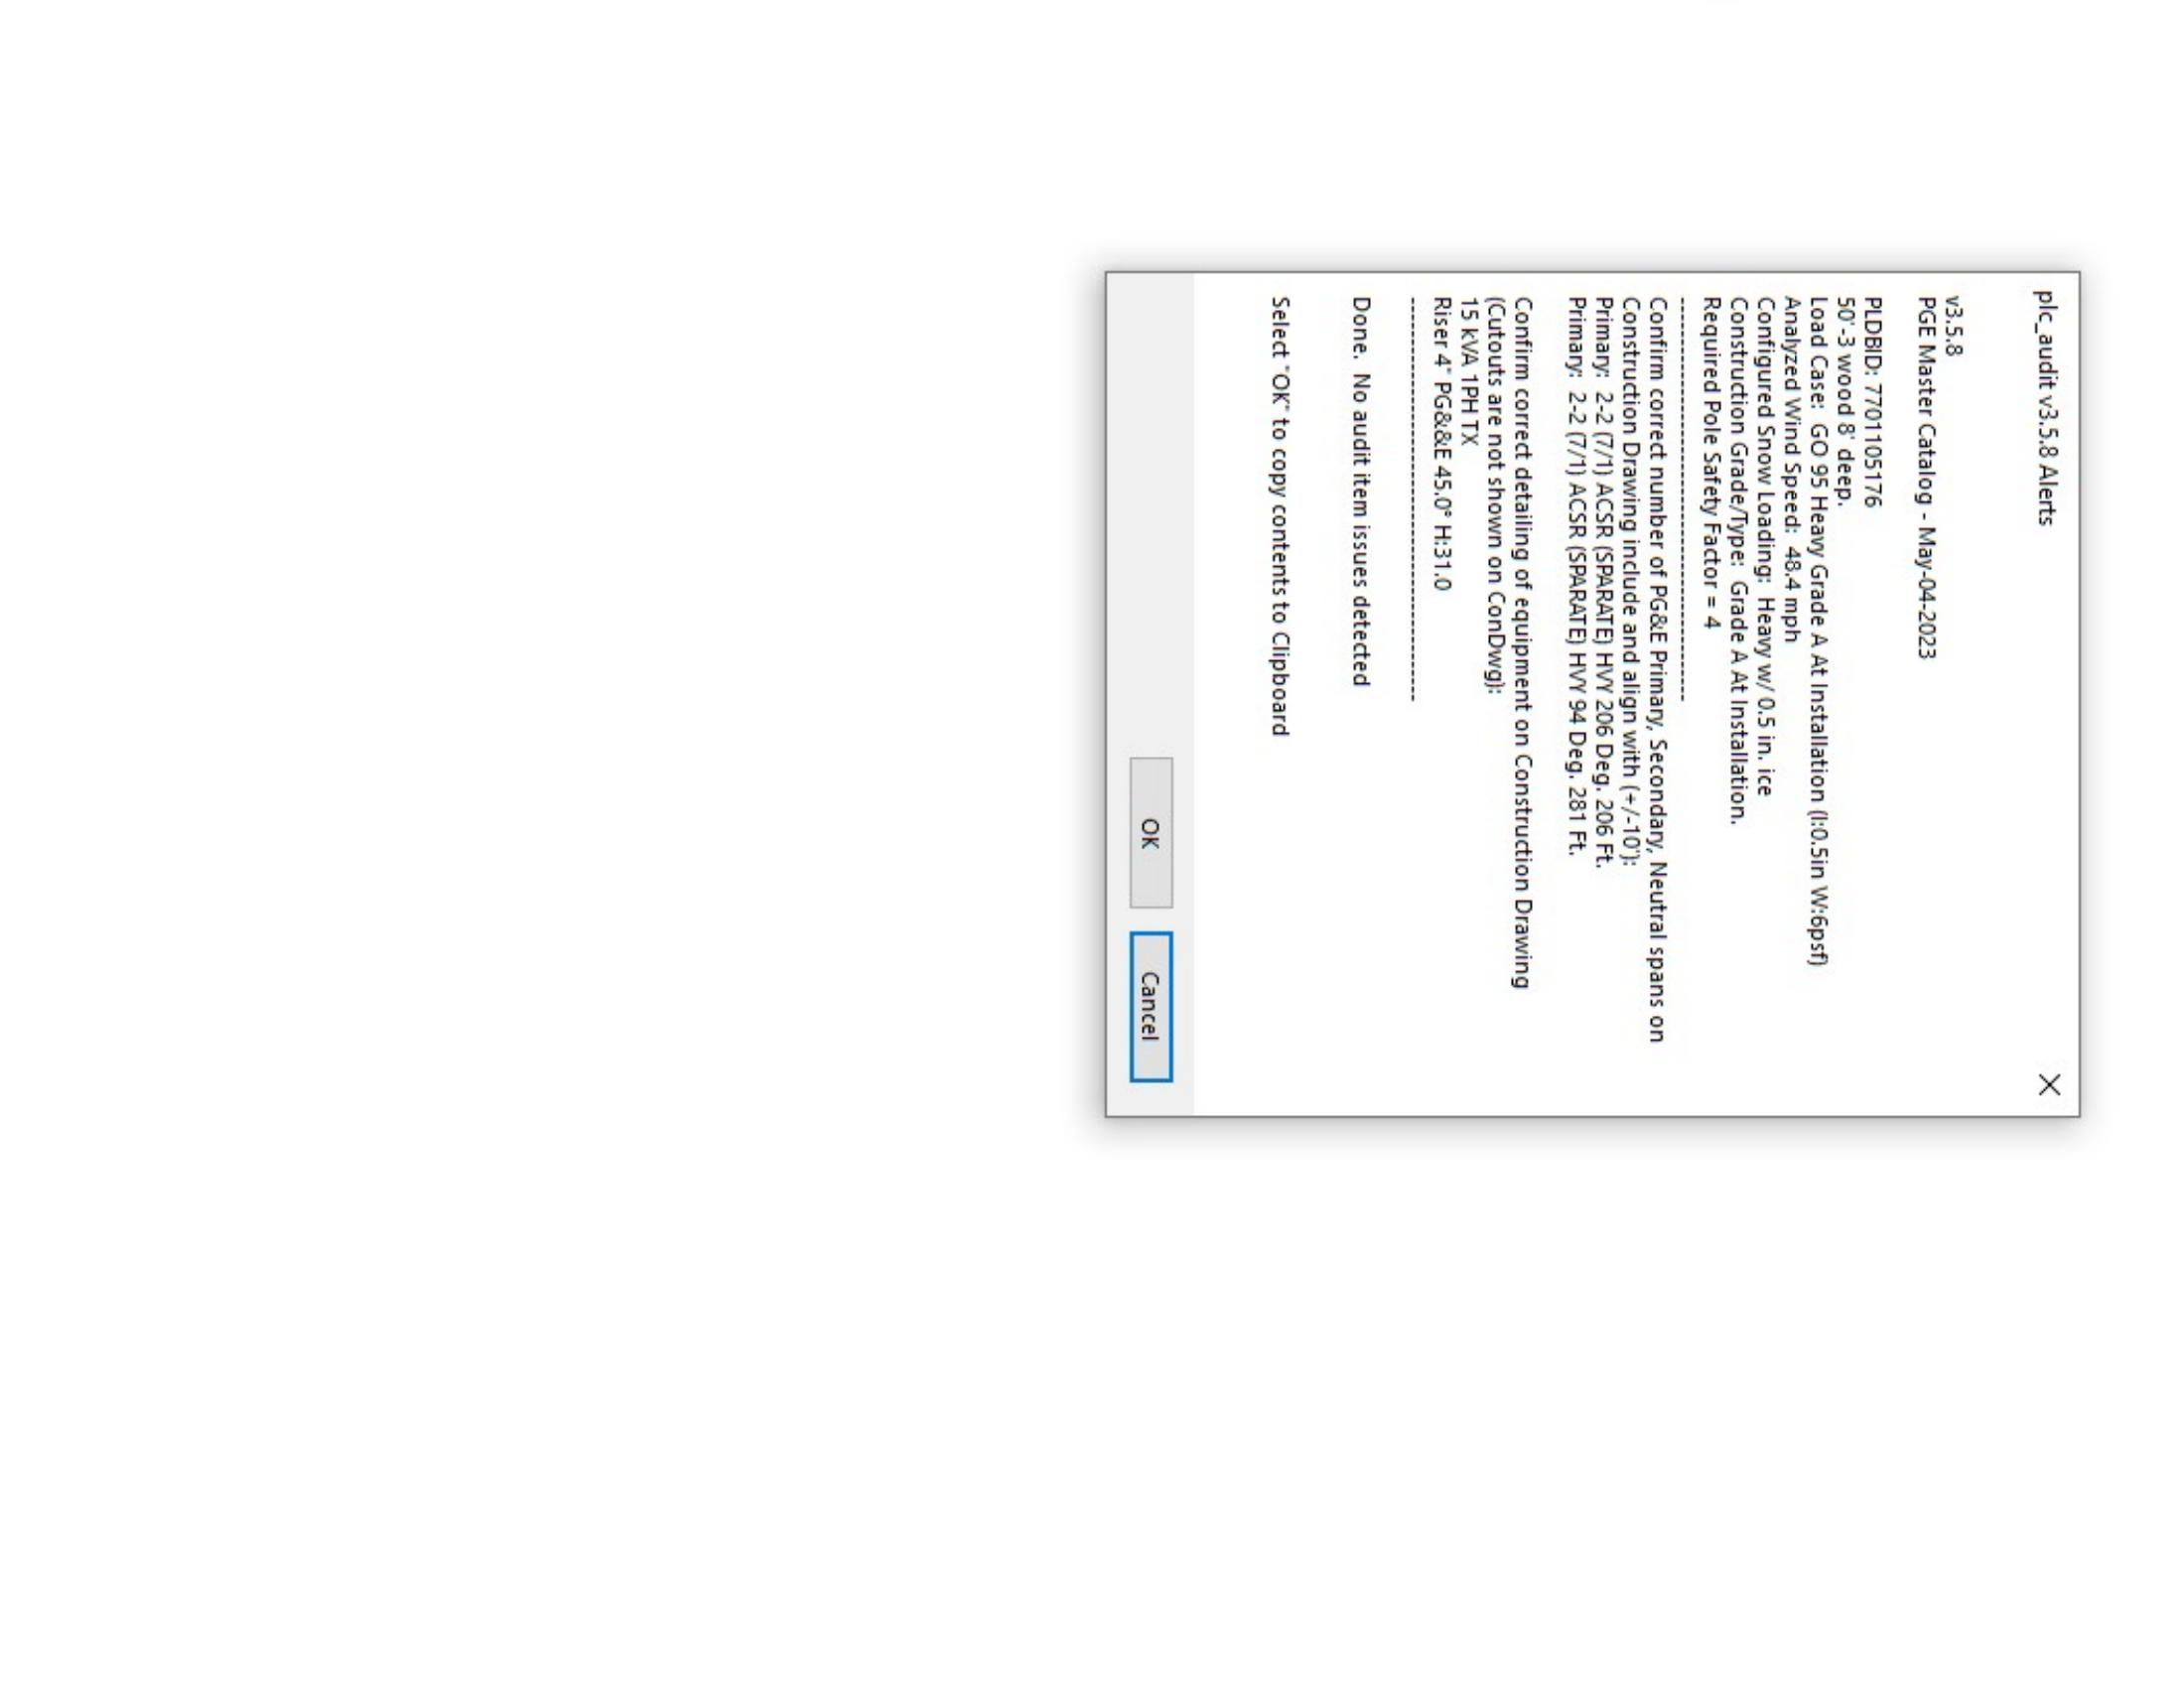 plc_audit v3.5.8 Alerts
v3.5.8
PGE Master Catalog - May-04-2023
PLDBID: 7701105176
50'-3 wood 8' deep.
Load Case:  GO 95 Heavy Grade A At Installation (I:0.5in W:6psf)
Analyzed Wind Speed:  48.4 mph
Configured Snow Loading:  Heavy w/ 0.5 in. ice
Construction Grade/Type:  Grade A At Installation.
Required Pole Safety Factor = 4
------------------------------------------------------------
Confirm correct number of PG&E Primary, Secondary, Neutral spans on
Construction Drawing include and align with (+/-10'):
Primary:  2-2 (7/1) ACSR (SPARATE) HVY 206 Deg. 206 Ft.
Primary:  2-2 (7/1) ACSR (SPARATE) HVY 94 Deg. 281 Ft.
Confirm correct detailing of equipment on Construction Drawing
(Cutouts are not shown on ConDwg):
15 kVA 1PH TX
Riser 4" PG&&E 45.0° H:31.0
------------------------------------------------------------
Done.  No audit item issues detected
Select "OK" to copy contents to Clipboard
OK
Cancel